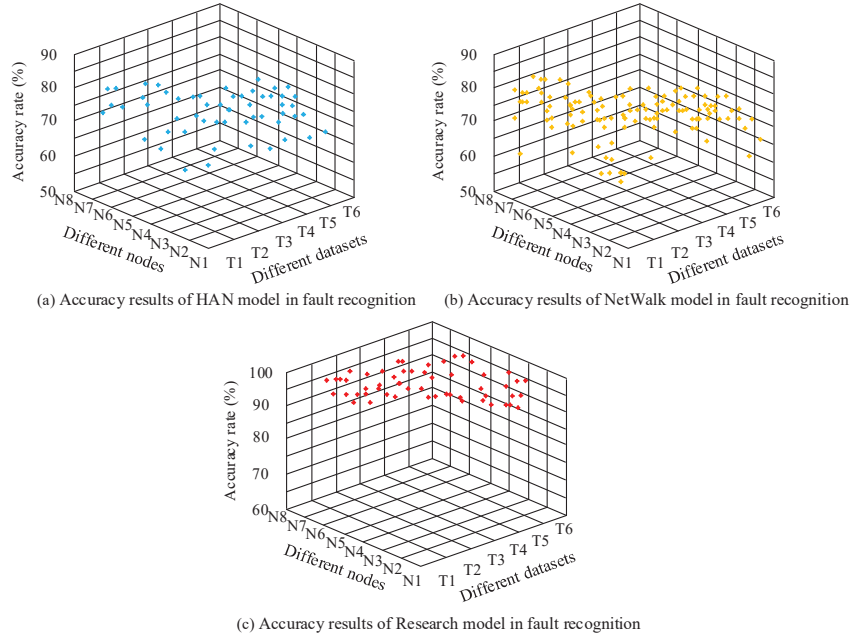 90
80
70
60
50
Accuracy rate (%)
N8
N7
N6
N5
N4
N3
N2
N1
Different nodes
T1
T2
T3
T4
T5
T6
Different datasets
(a) Accuracy results of HAN model in fault recognition
90
80
70
60
50
Accuracy rate (%)
N8
N7
N6
N5
N4
N3
N2
N1
Different nodes
T1
T2
T3
T4
T5
T6
Different datasets
(b) Accuracy results of NetWalk model in fault recognition
100
90
80
70
60
Accuracy rate (%)
N8
N7
N6
N5
N4
N3
N2
N1
Different nodes
T1
T2
T3
T4
T5
T6
Different datasets
(c) Accuracy results of Research model in fault recognition